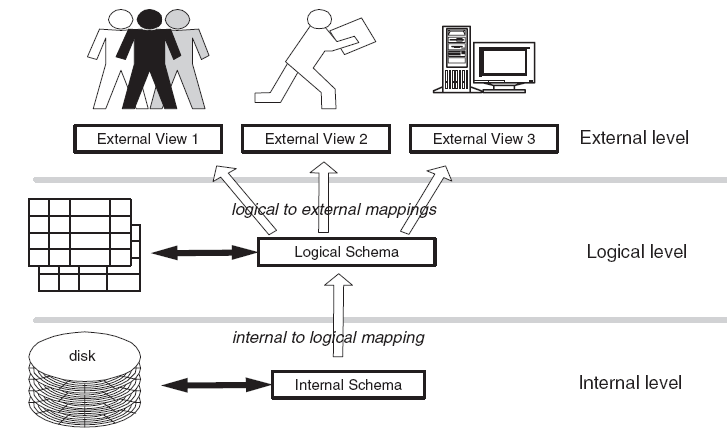 External View 1
External View 2
External View 3
External level
logical to external mappings
Logical Schema
Logical level
internal to logical mapping
disk
Internal Schema
Internal level